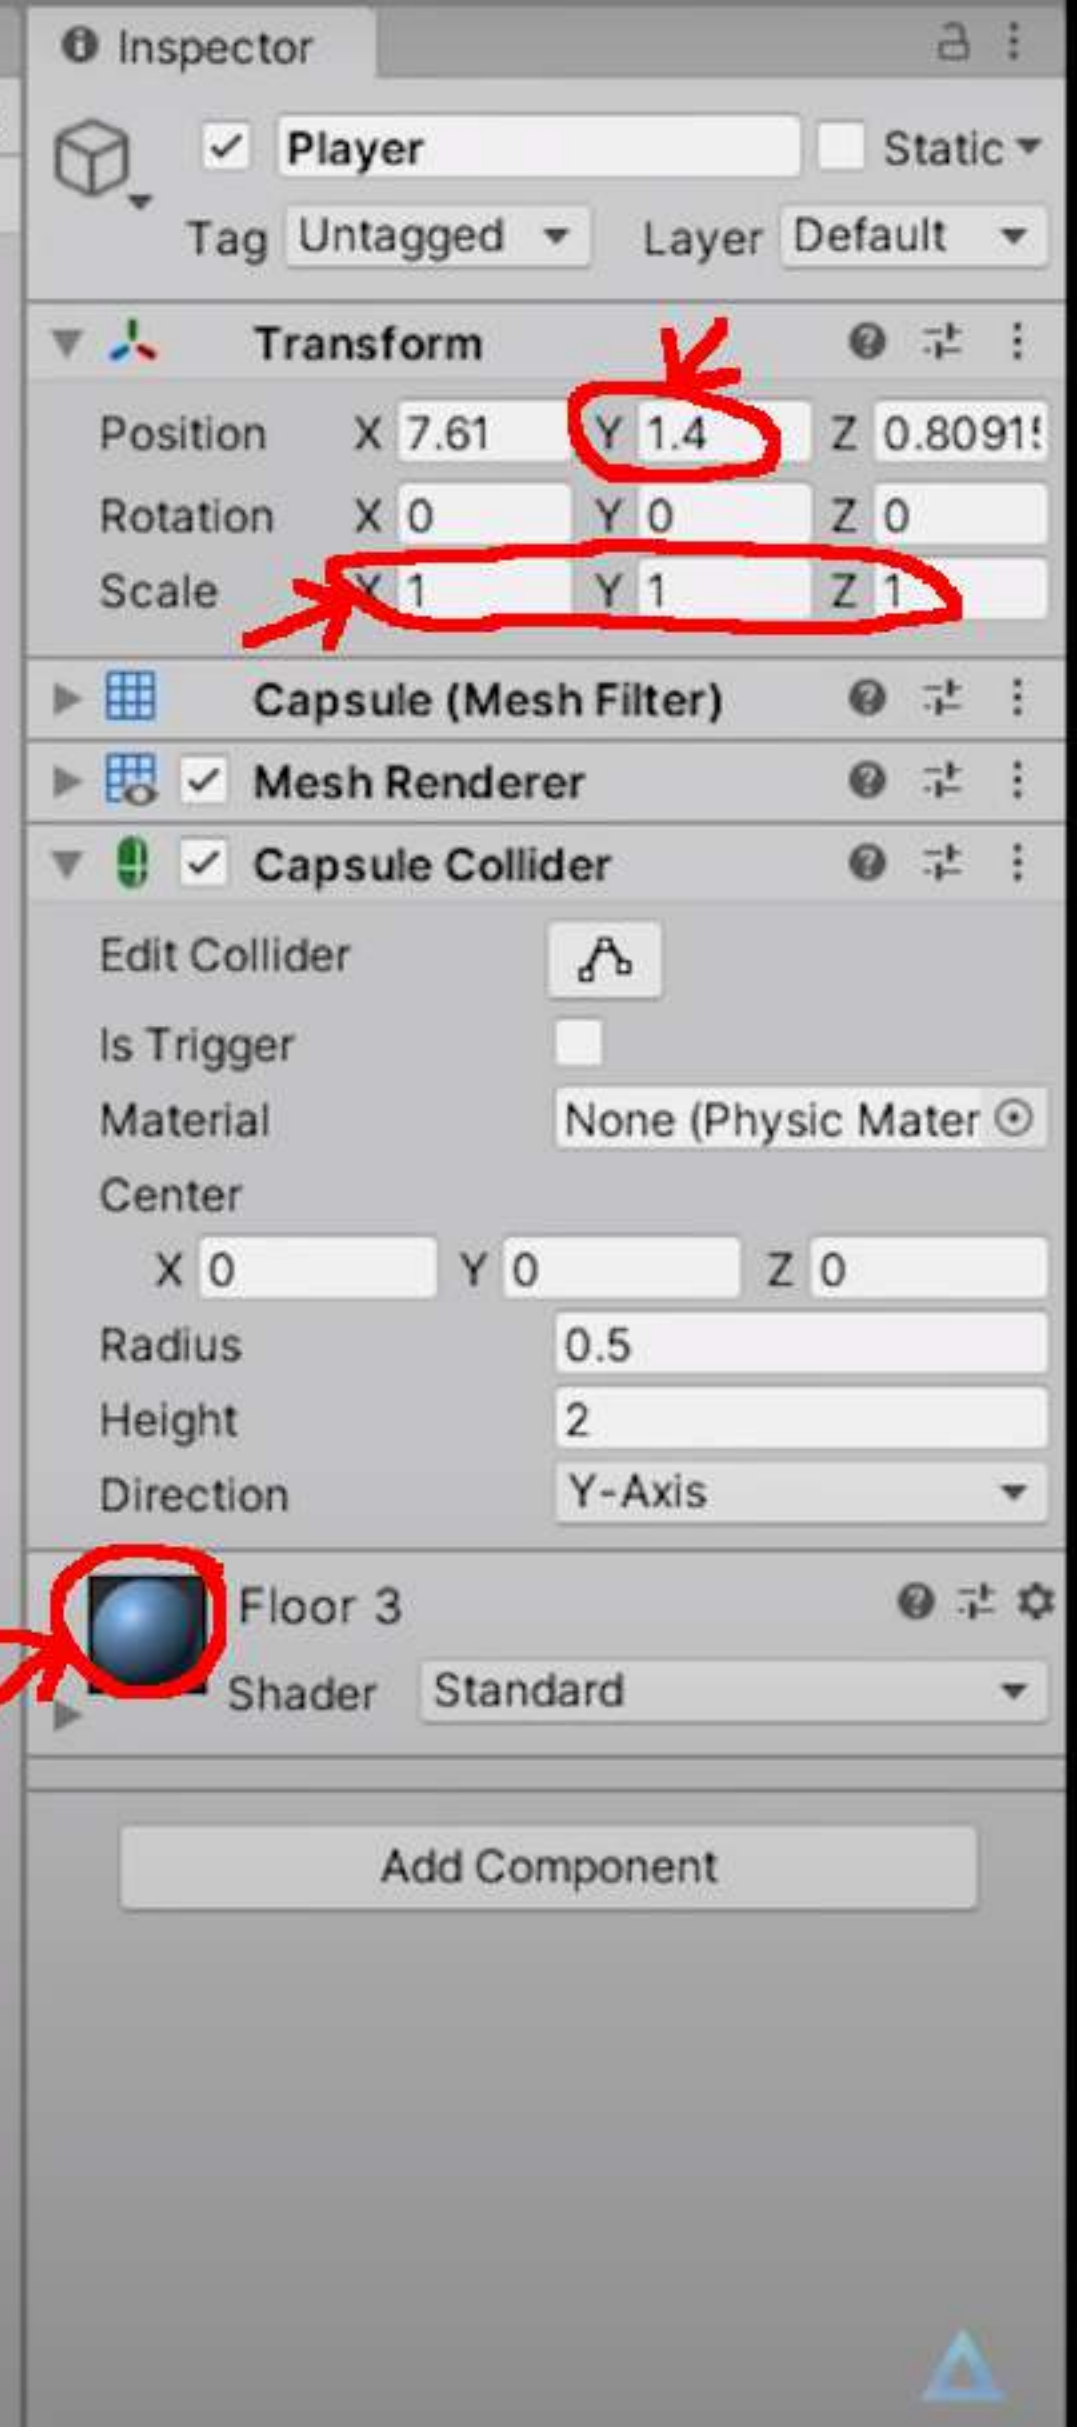 Inspector
Player Static
Tag Untagged Layer Default
Transform
Position X 7.61 Y 1.4 Z 0.8091
Rotation X 0 Y 0 Z 0
Scale X 1 Y 1 Z 1
Capsule (Mesh Filter)
Mesh Renderer
Capsule Collider
Edit Collider
Is Trigger
Material None (Physic Mater
Center
X 0 Y 0 Z 0
Radius 0.5
Height 2
Direction Y-Axis
Floor 3
Shader Standard
Add Component